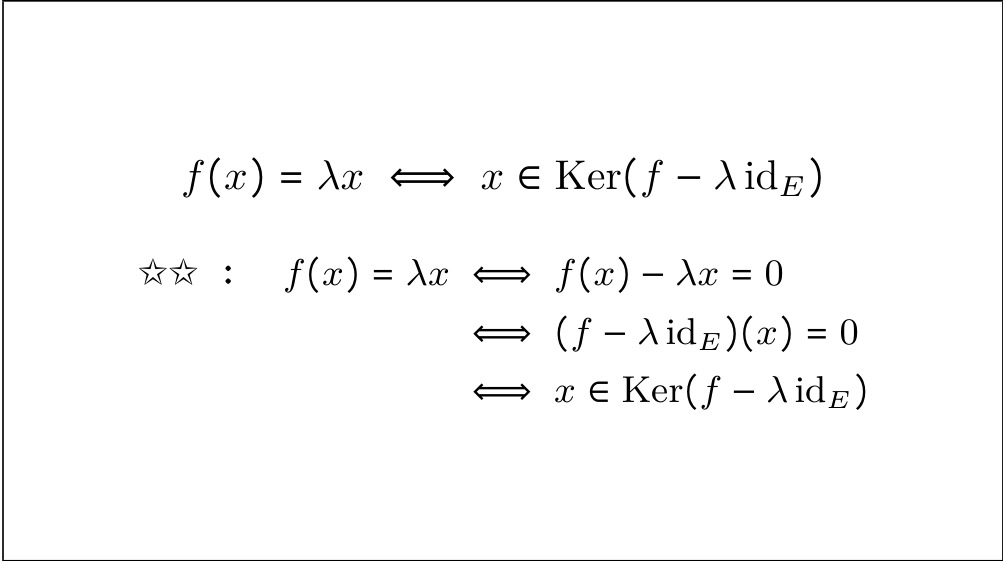 f(x) = λx ⟺ x ∈ Ker(f − λ id_E)
☆☆ : f(x) = λx ⟺ f(x) − λx = 0
⟺ (f − λ id_E)(x) = 0
⟺ x ∈ Ker(f − λ id_E)